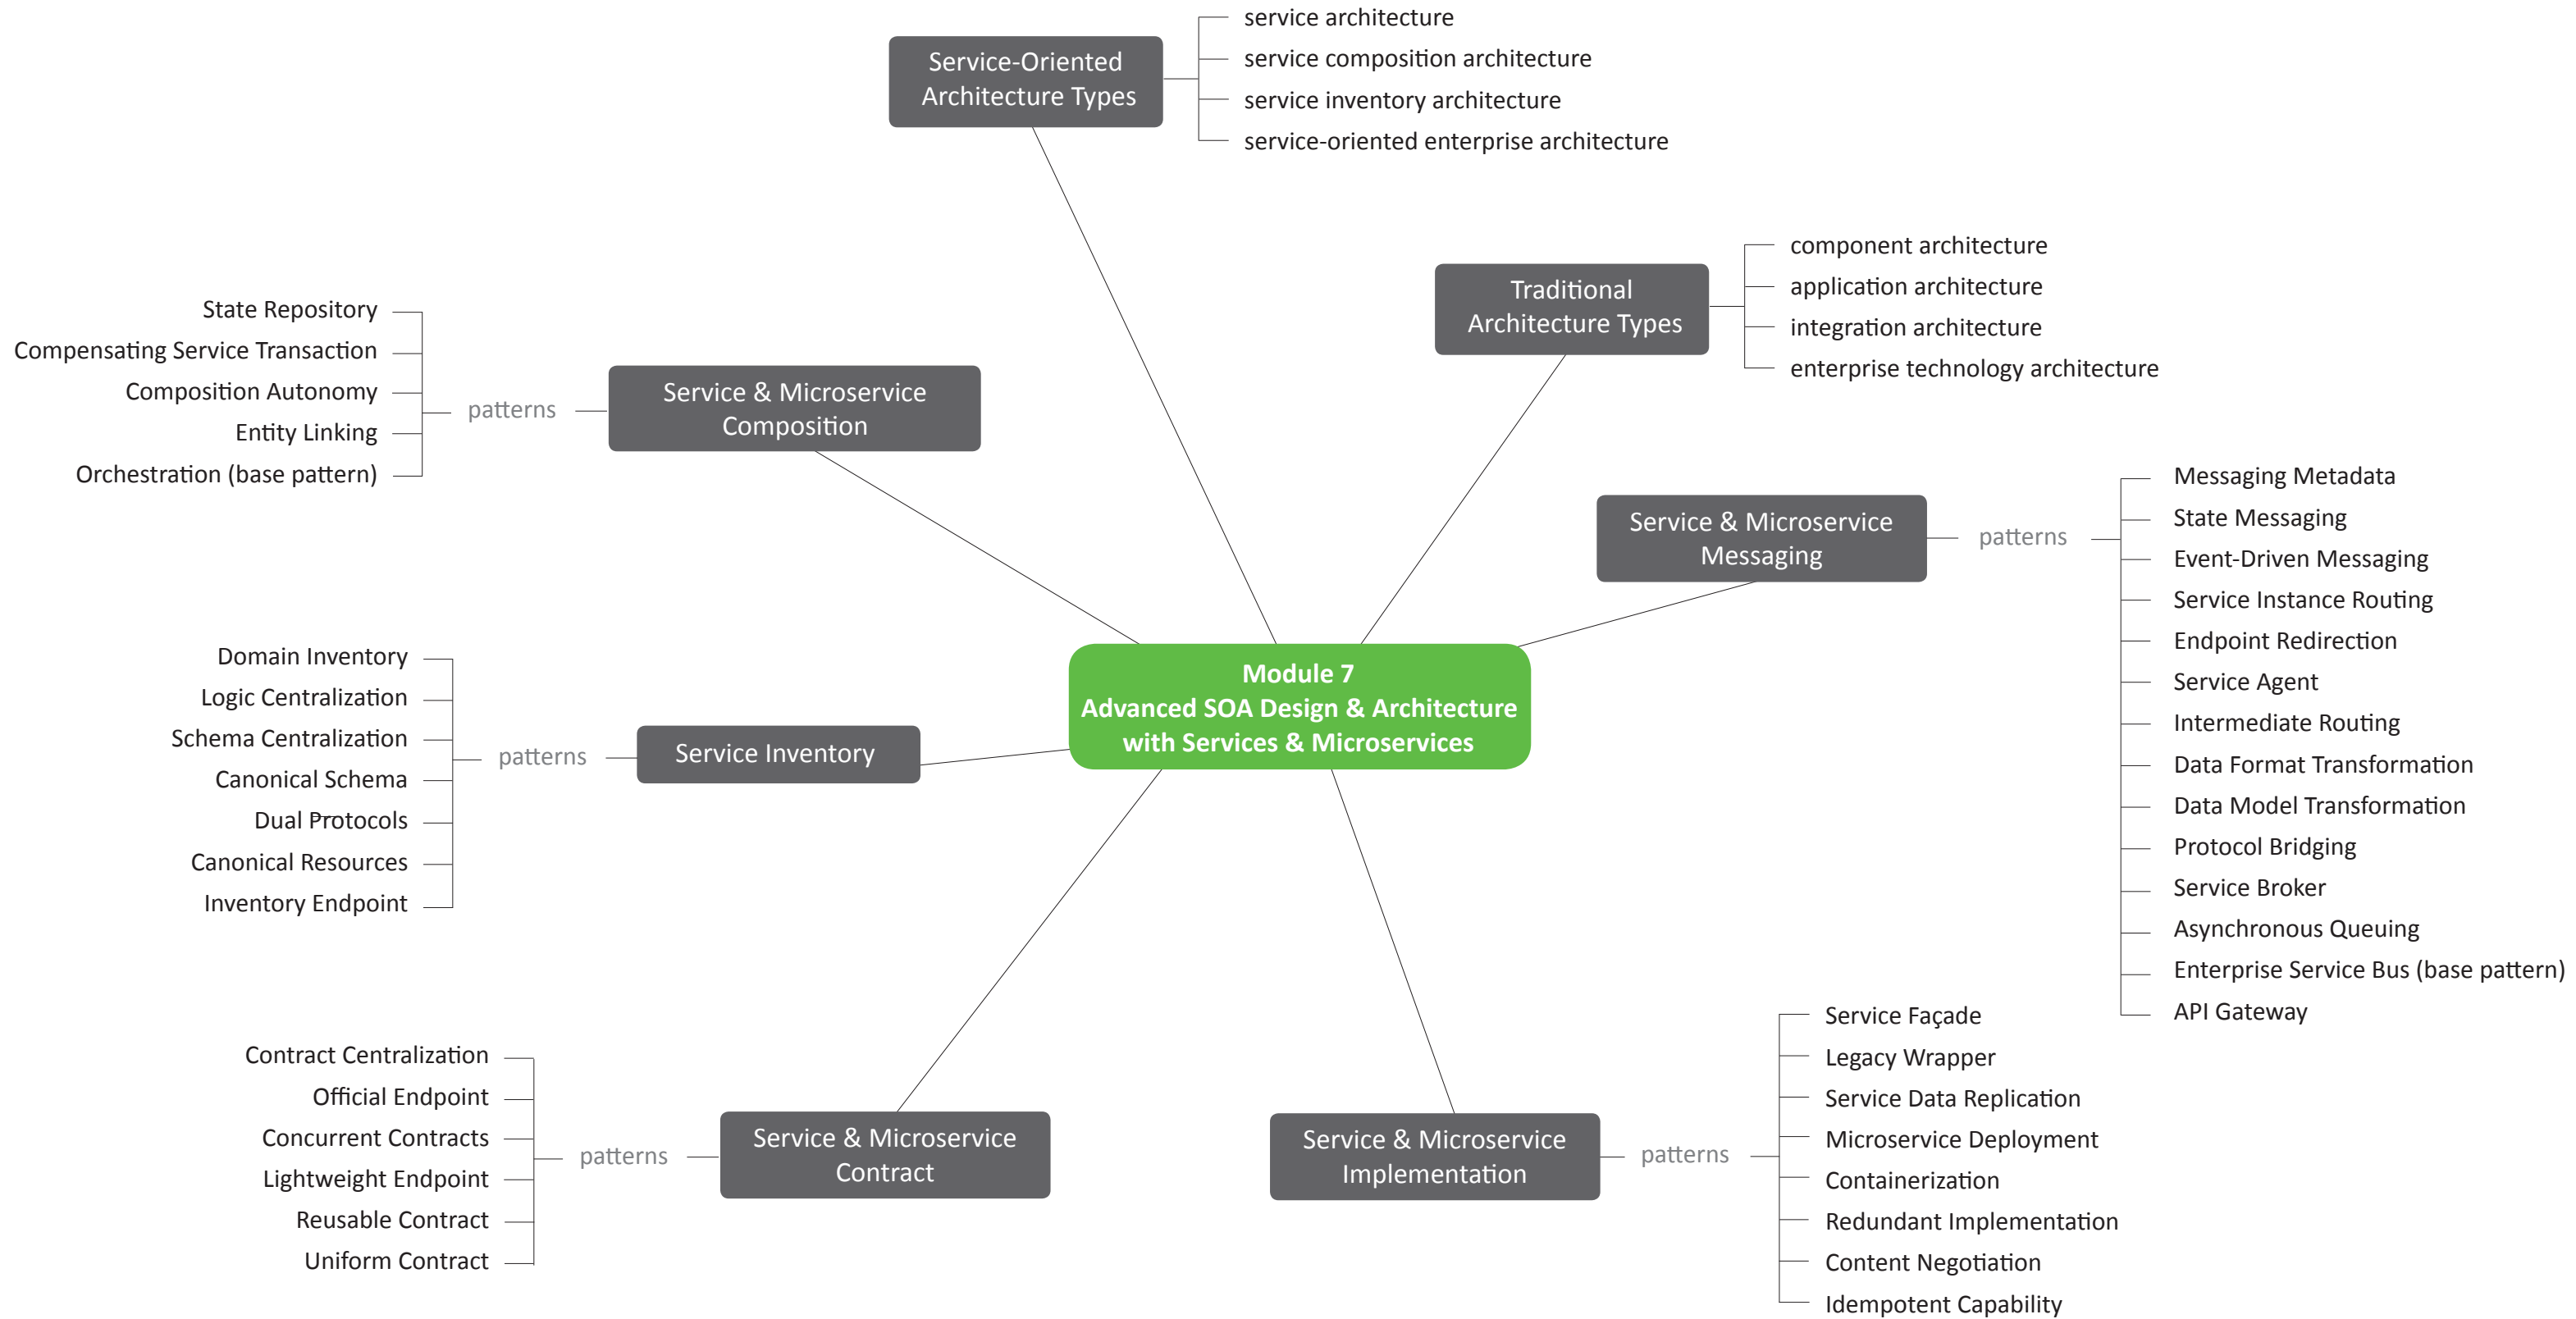 service architecture
service composition architecture
service inventory architecture
service-oriented enterprise architecture
Service-Oriented
Architecture Types
component architecture
application architecture
integration architecture
enterprise technology architecture
Traditional
Architecture Types
State Repository
Compensating Service Transaction
Composition Autonomy
Entity Linking
Orchestration (base pattern)
patterns
Service & Microservice
Composition
Service & Microservice
Messaging
patterns
Messaging Metadata
State Messaging
Event-Driven Messaging
Service Instance Routing
Endpoint Redirection
Service Agent
Intermediate Routing
Data Format Transformation
Data Model Transformation
Protocol Bridging
Service Broker
Asynchronous Queuing
Enterprise Service Bus (base pattern)
API Gateway
Module 7
Advanced SOA Design & Architecture
with Services & Microservices
Domain Inventory
Logic Centralization
Schema Centralization
Canonical Schema
Dual Protocols
Canonical Resources
Inventory Endpoint
patterns
Service Inventory
Contract Centralization
Official Endpoint
Concurrent Contracts
Lightweight Endpoint
Reusable Contract
Uniform Contract
patterns
Service & Microservice
Contract
Service & Microservice
Implementation
patterns
Service Façade
Legacy Wrapper
Service Data Replication
Microservice Deployment
Containerization
Redundant Implementation
Content Negotiation
Idempotent Capability